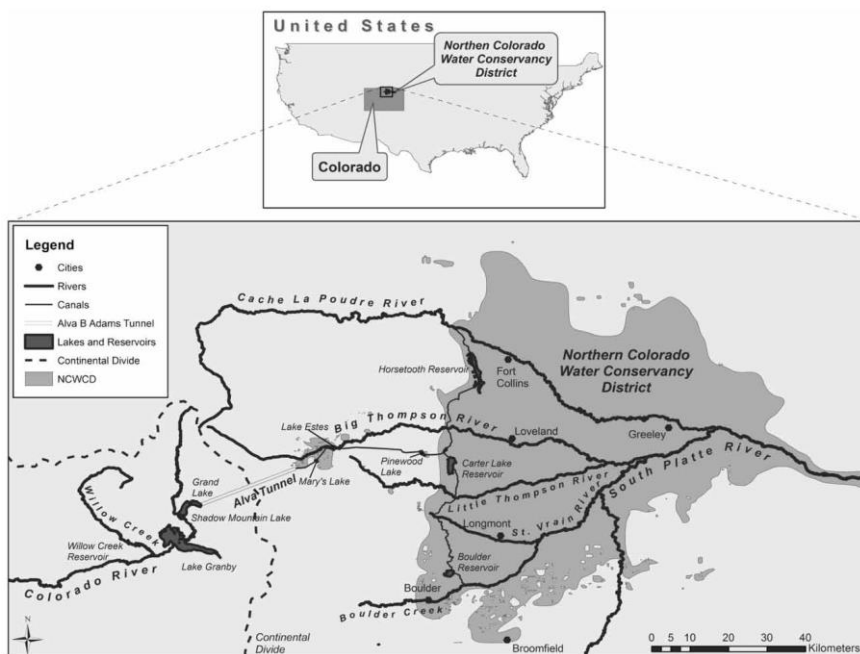 United States
Northen Colorado
Water Conservancy
District
Colorado
Legend
Cities
Rivers
Canals
Alva B Adams Tunnel
Lakes and Reservoirs
Continental Divide
NCWCD
Cache La Poudre River
Horsetooth Reservoir
Fort
Collins
Northern Colorado
Water Conservancy
District
Lake Estes
Big Thompson River
Loveland
Greeley
Pinewood
Lake
Grand
Lake
Alva Tunnel
Mary's Lake
Carter Lake
Reservoir
South Platte River
Little Thompson River
Willow Creek
Shadow Mountain Lake
Longmont
St. Vrain River
Willow Creek
Reservoir
Lake Granby
Colorado River
Boulder
Reservoir
Boulder
Boulder Creek
N
Continental
Divide
Broomfield
0 5 10 20 30 40
Kilometers